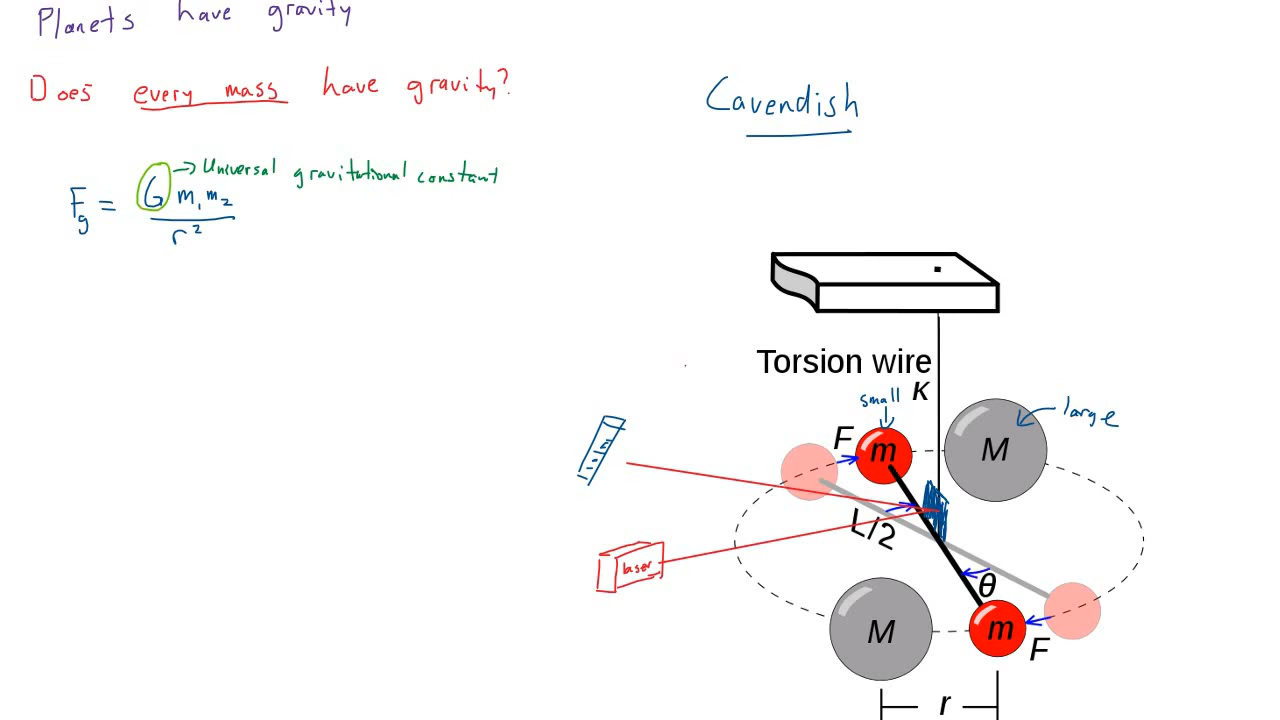 Planets have gravity
Does every mass have gravity?
Cavendish
→ Universal gravitational constant
Fg = G m1 m2
r²
Torsion wire
κ
small
large
F
m
M
L/2
laser
θ
M
m
F
r